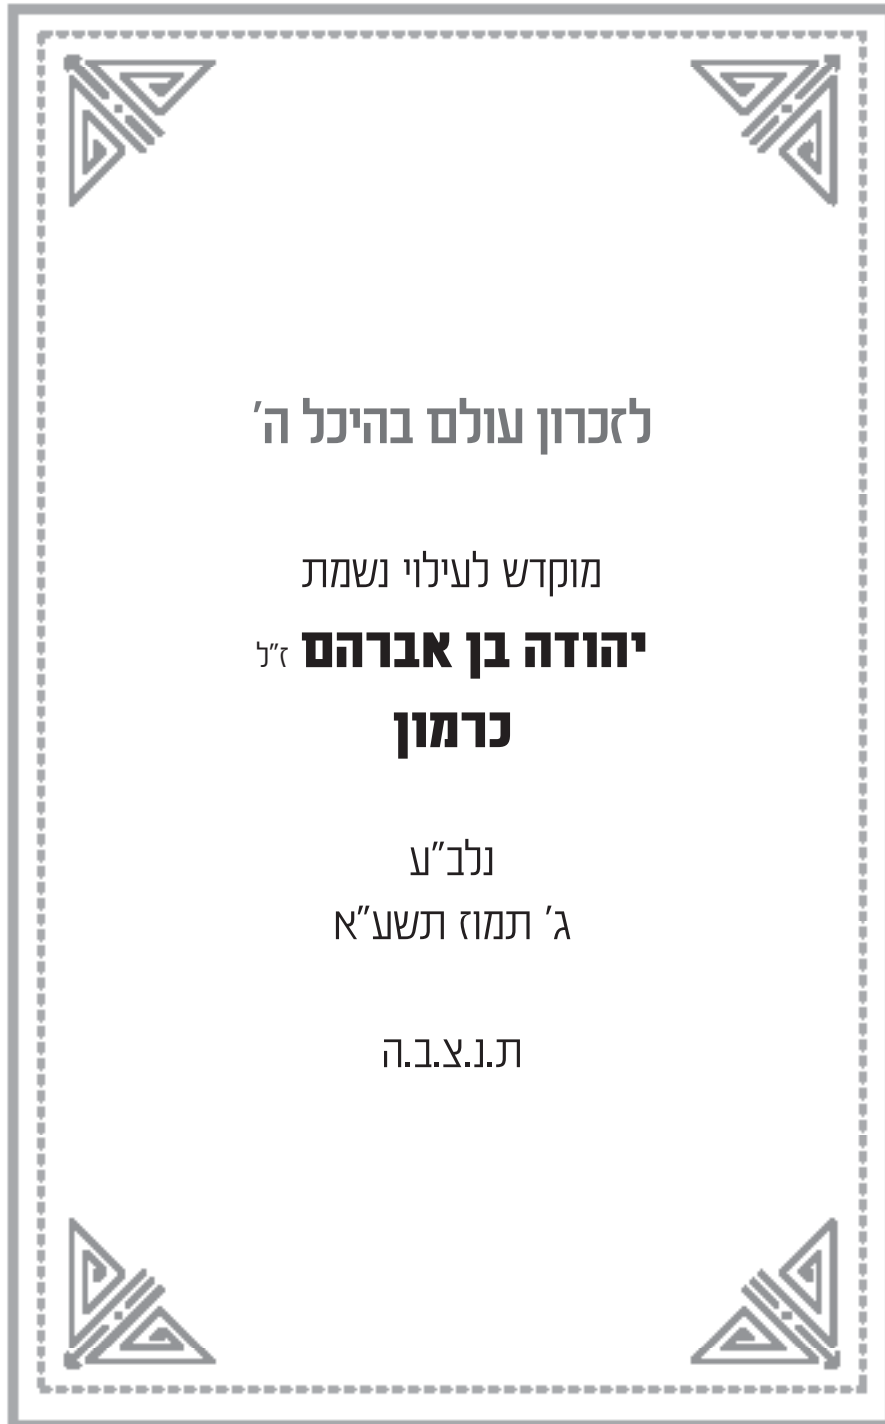 לזכרון עולם בהיכל ה'
מוקדש לעילוי נשמת
יהודה בן אברהם ז"ל
כרמון
נלב"ע
ג' תמוז תשע"א
ת.נ.צ.ב.ה